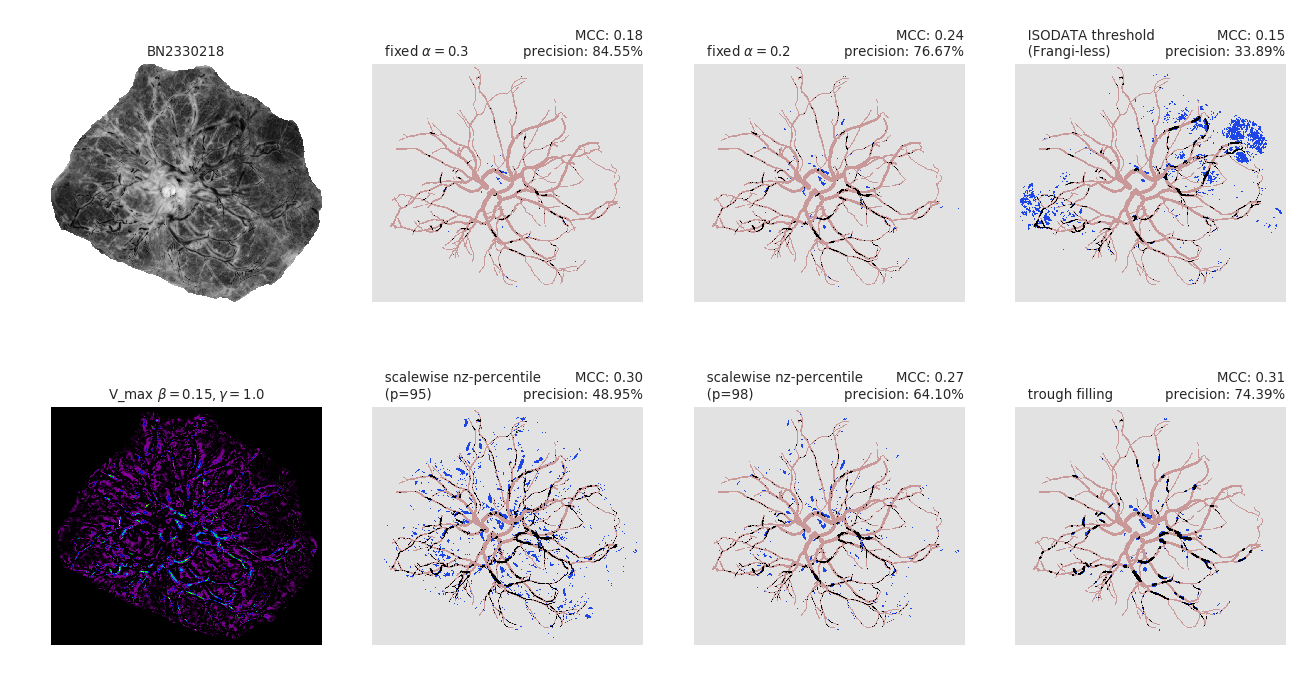 BN2330218
fixed α = 0.3
MCC: 0.18
precision: 84.55%
fixed α = 0.2
MCC: 0.24
precision: 76.67%
ISODATA threshold
(Frangi-less)
MCC: 0.15
precision: 33.89%
V_max β = 0.15, γ = 1.0
scalewise nz-percentile
(p=95)
MCC: 0.30
precision: 48.95%
scalewise nz-percentile
(p=98)
MCC: 0.27
precision: 64.10%
trough filling
MCC: 0.31
precision: 74.39%